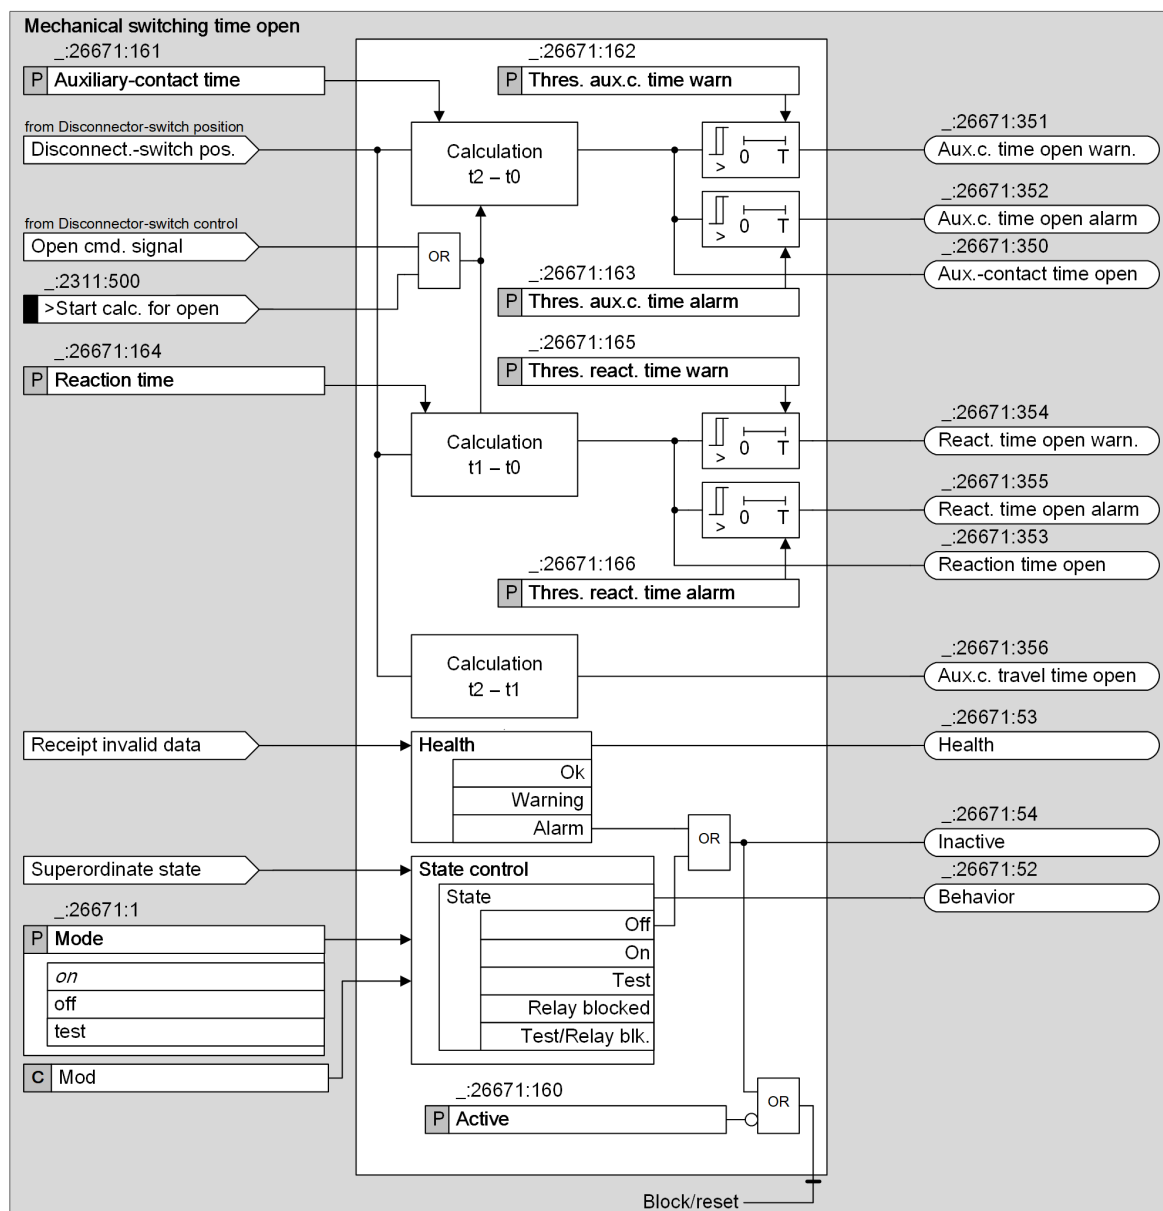 Mechanical switching time open
_:26671:161
P Auxiliary-contact time
from Disconnector-switch position
Disconnect.-switch pos.
from Disconnector-switch control
Open cmd. signal
_:2311:500
>Start calc. for open
_:26671:164
P Reaction time
OR
Calculation
t2 – t0
Calculation
t1 – t0
Calculation
t2 – t1
_:26671:162
P Thres. aux.c. time warn
> 0 T
> 0 T
_:26671:163
P Thres. aux.c. time alarm
_:26671:165
P Thres. react. time warn
> 0 T
> 0 T
_:26671:166
P Thres. react. time alarm
_:26671:351
Aux.c. time open warn.
_:26671:352
Aux.c. time open alarm
_:26671:350
Aux.-contact time open
_:26671:354
React. time open warn.
_:26671:355
React. time open alarm
_:26671:353
Reaction time open
_:26671:356
Aux.c. travel time open
Receipt invalid data
Health
Ok
Warning
Alarm
_:26671:53
Health
OR
_:26671:54
Inactive
Superordinate state
State control
State
Off
On
Test
Relay blocked
Test/Relay blk.
_:26671:52
Behavior
_:26671:1
P Mode
on
off
test
C Mod
_:26671:160
P Active
OR
Block/reset